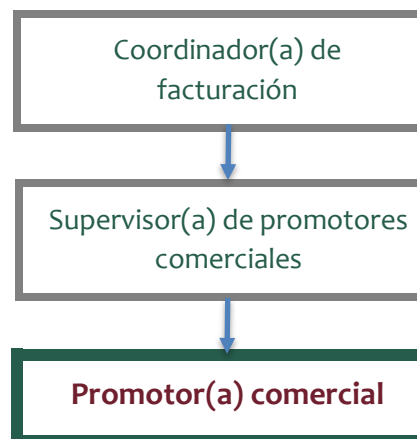 Coordinador(a) de
facturación
Supervisor(a) de promotores
comerciales
Promotor(a) comercial